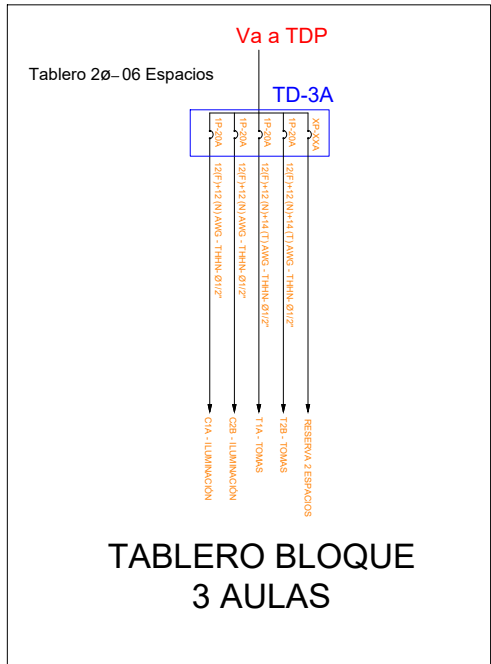 Va a TDP
Tablero 2ø– 06 Espacios
TD-3A
1P-20A
1P-20A
1P-20A
1P-20A
XP-XXA
12(F)+12 (N) AWG - THHN- Ø1/2"
12(F)+12 (N) AWG - THHN- Ø1/2"
12(F)+12 (N)+14 (T) AWG - THHN- Ø1/2"
12(F)+12 (N)+14 (T) AWG - THHN- Ø1/2"
C1A - ILUMINACIÓN
C2B - ILUMINACIÓN
T1A - TOMAS
T2B - TOMAS
RESERVA 2 ESPACIOS
TABLERO BLOQUE
3 AULAS